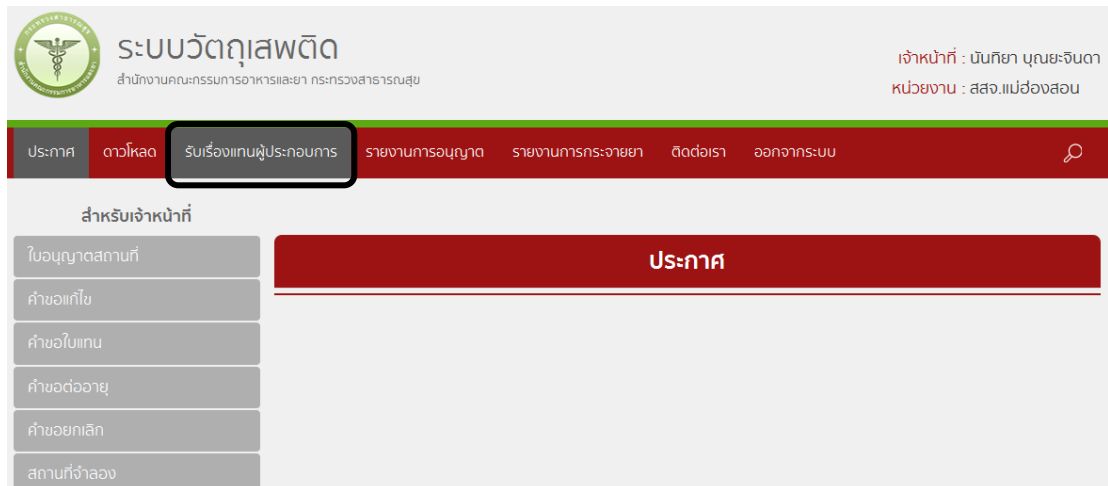 ระบบวัตถุเสพติด
สำนักงานคณะกรรมการอาหารและยา กระทรวงสาธารณสุข
เจ้าหน้าที่ : นันทิยา บุณยะจินดา
หน่วยงาน : สสจ.แม่ฮ่องสอน
ประกาศ ดาวโหลด รับเรื่องแทนผู้ประกอบการ รายงานการอนุญาต รายงานการกระจายยา ติดต่อเรา ออกจากระบบ
สำหรับเจ้าหน้าที่
ใบอนุญาตสถานที่
คำขอแก้ไข
คำขอใบแทน
คำขอต่ออายุ
คำขอยกเลิก
สถานที่จำลอง
ประกาศ